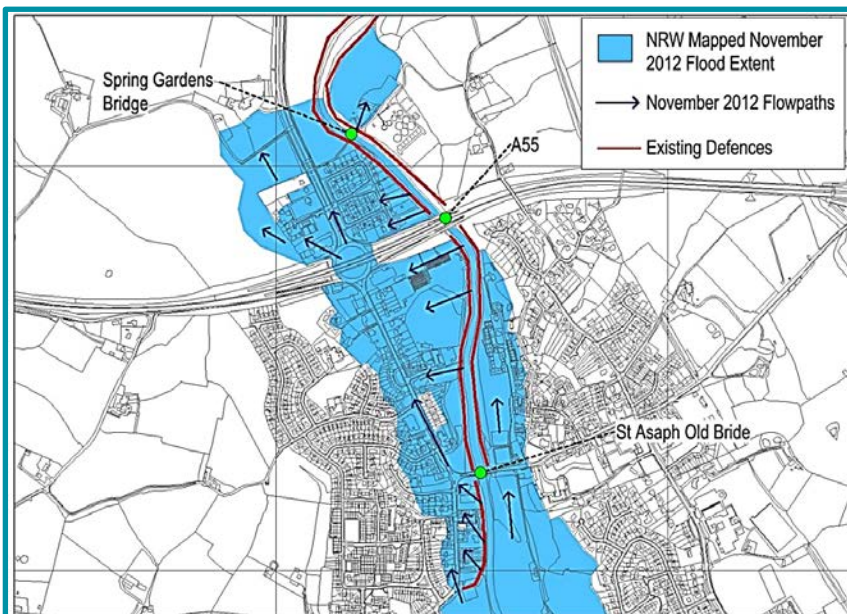 Spring Gardens
Bridge
A55
St Asaph Old Bride
NRW Mapped November
2012 Flood Extent
November 2012 Flowpaths
Existing Defences